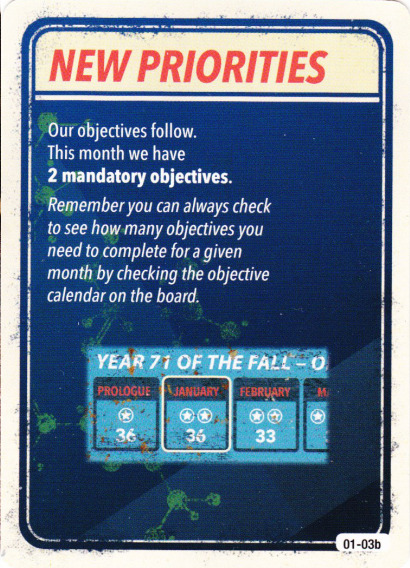 NEW PRIORITIES
Our objectives follow.
This month we have
2 mandatory objectives.
Remember you can always check
to see how many objectives you
need to complete for a given
month by checking the objective
calendar on the board.
YEAR 71 OF THE FALL – O
PROLOGUE JANUARY FEBRUARY MA
36 36 33
01-03b